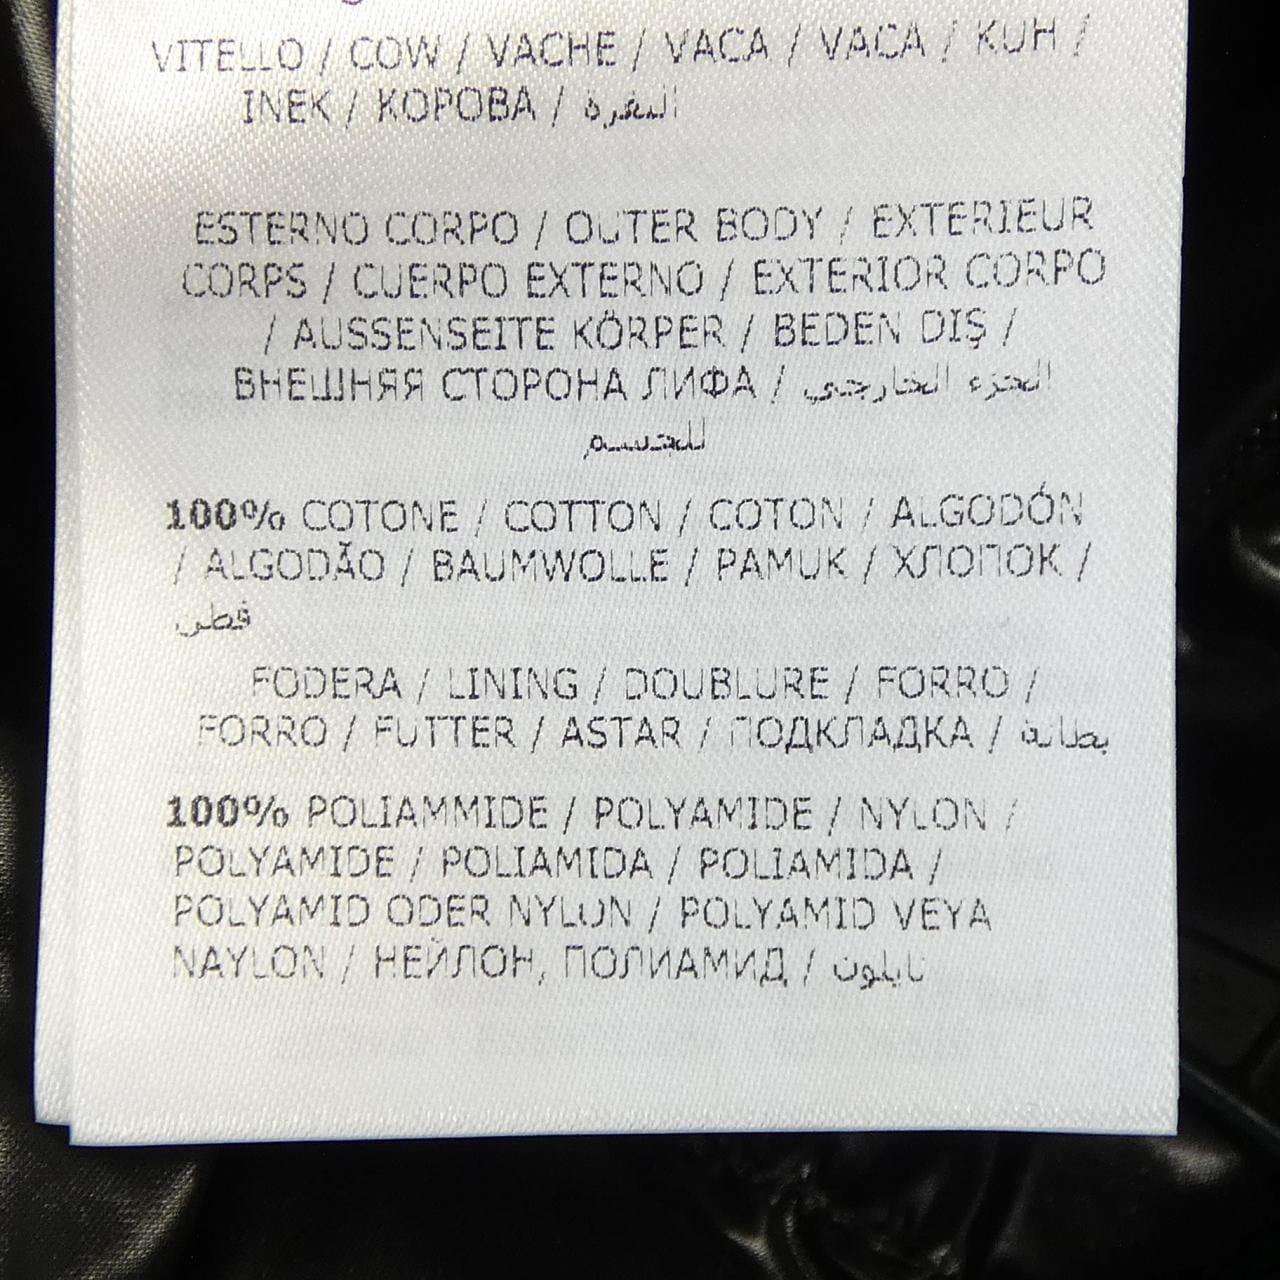 VITELLO / COW / VACHE / VACA / VACA / KUH /
INEK / КОРОВА / البقرة
ESTERNO CORPO / OUTER BODY / EXTERIEUR
CORPS / CUERPO EXTERNO / EXTERIOR CORPO
/ AUSSENSEITE KÖRPER / BEDEN DIŞ /
ВНЕШНЯЯ СТОРОНА ЛИФА / الجزء الخارجي
للجسم
100% COTONE / COTTON / COTON / ALGODÓN
/ ALGODÃO / BAUMWOLLE / PAMUK / ХЛОПОК /
قطن
FODERA / LINING / DOUBLURE / FORRO /
FORRO / FUTTER / ASTAR / ПОДКЛАДКА / بطانة
100% POLIAMMIDE / POLYAMIDE / NYLON /
POLYAMIDE / POLIAMIDA / POLIAMIDA /
POLYAMID ODER NYLON / POLYAMID VEYA
NAYLON / НЕЙЛОН, ПОЛИАМИД / نايلون